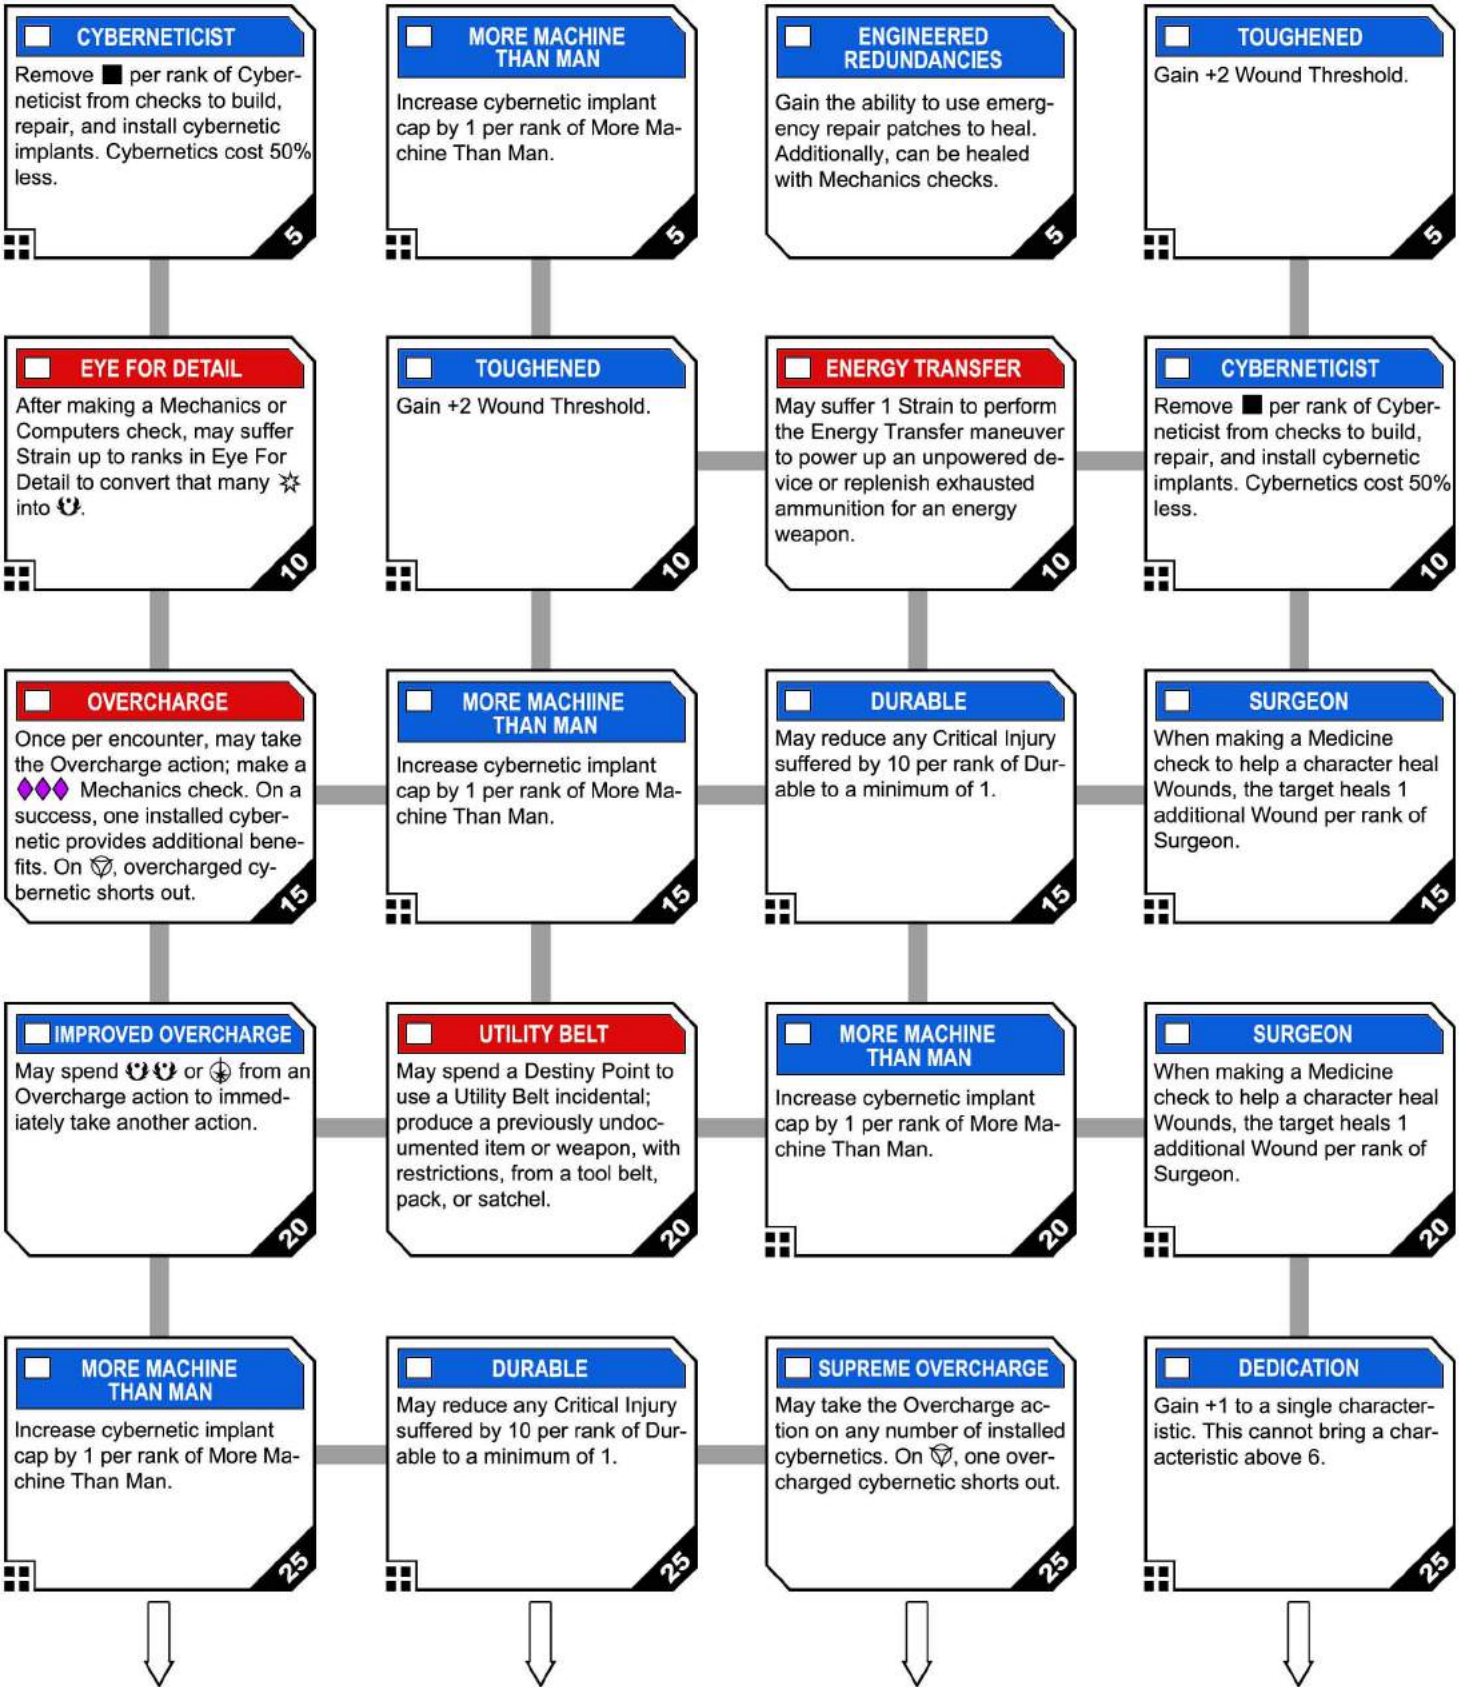 CYBERNETICIST
Remove ■ per rank of Cyber-
neticist from checks to build,
repair, and install cybernetic
implants. Cybernetics cost 50%
less.
5
MORE MACHINE
THAN MAN
Increase cybernetic implant
cap by 1 per rank of More Ma-
chine Than Man.
5
ENGINEERED
REDUNDANCIES
Gain the ability to use emerg-
ency repair patches to heal.
Additionally, can be healed
with Mechanics checks.
5
TOUGHENED
Gain +2 Wound Threshold.
5
EYE FOR DETAIL
After making a Mechanics or
Computers check, may suffer
Strain up to ranks in Eye For
Detail to convert that many
into .
10
TOUGHENED
Gain +2 Wound Threshold.
10
ENERGY TRANSFER
May suffer 1 Strain to perform
the Energy Transfer maneuver
to power up an unpowered de-
vice or replenish exhausted
ammunition for an energy
weapon.
10
CYBERNETICIST
Remove ■ per rank of Cyber-
neticist from checks to build,
repair, and install cybernetic
implants. Cybernetics cost 50%
less.
10
OVERCHARGE
Once per encounter, may take
the Overcharge action; make a
♦♦♦ Mechanics check. On a
success, one installed cyber-
netic provides additional bene-
fits. On , overcharged cy-
bernetic shorts out.
15
MORE MACHIINE
THAN MAN
Increase cybernetic implant
cap by 1 per rank of More Ma-
chine Than Man.
15
DURABLE
May reduce any Critical Injury
suffered by 10 per rank of Dur-
able to a minimum of 1.
15
SURGEON
When making a Medicine
check to help a character heal
Wounds, the target heals 1
additional Wound per rank of
Surgeon.
15
IMPROVED OVERCHARGE
May spend or from an
Overcharge action to immed-
iately take another action.
20
UTILITY BELT
May spend a Destiny Point to
use a Utility Belt incidental;
produce a previously undoc-
umented item or weapon, with
restrictions, from a tool belt,
pack, or satchel.
20
MORE MACHINE
THAN MAN
Increase cybernetic implant
cap by 1 per rank of More Ma-
chine Than Man.
20
SURGEON
When making a Medicine
check to help a character heal
Wounds, the target heals 1
additional Wound per rank of
Surgeon.
20
MORE MACHINE
THAN MAN
Increase cybernetic implant
cap by 1 per rank of More Ma-
chine Than Man.
25
DURABLE
May reduce any Critical Injury
suffered by 10 per rank of Dur-
able to a minimum of 1.
25
SUPREME OVERCHARGE
May take the Overcharge ac-
tion on any number of installed
cybernetics. On , one over-
charged cybernetic shorts out.
25
DEDICATION
Gain +1 to a single character-
istic. This cannot bring a char-
acteristic above 6.
25